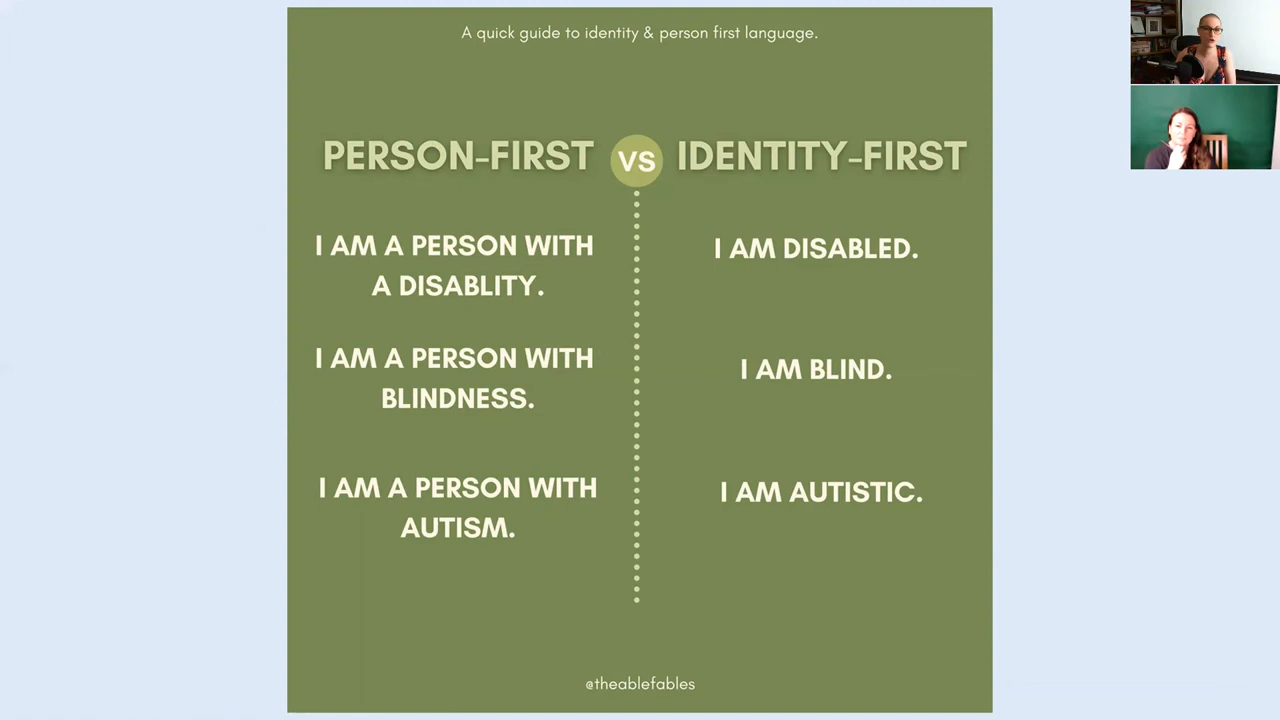 A quick guide to identity & person first language.
PERSON-FIRST VS IDENTITY-FIRST
I AM A PERSON WITH
A DISABLITY.
I AM DISABLED.
I AM A PERSON WITH
BLINDNESS.
I AM BLIND.
I AM A PERSON WITH
AUTISM.
I AM AUTISTIC.
@theablefables